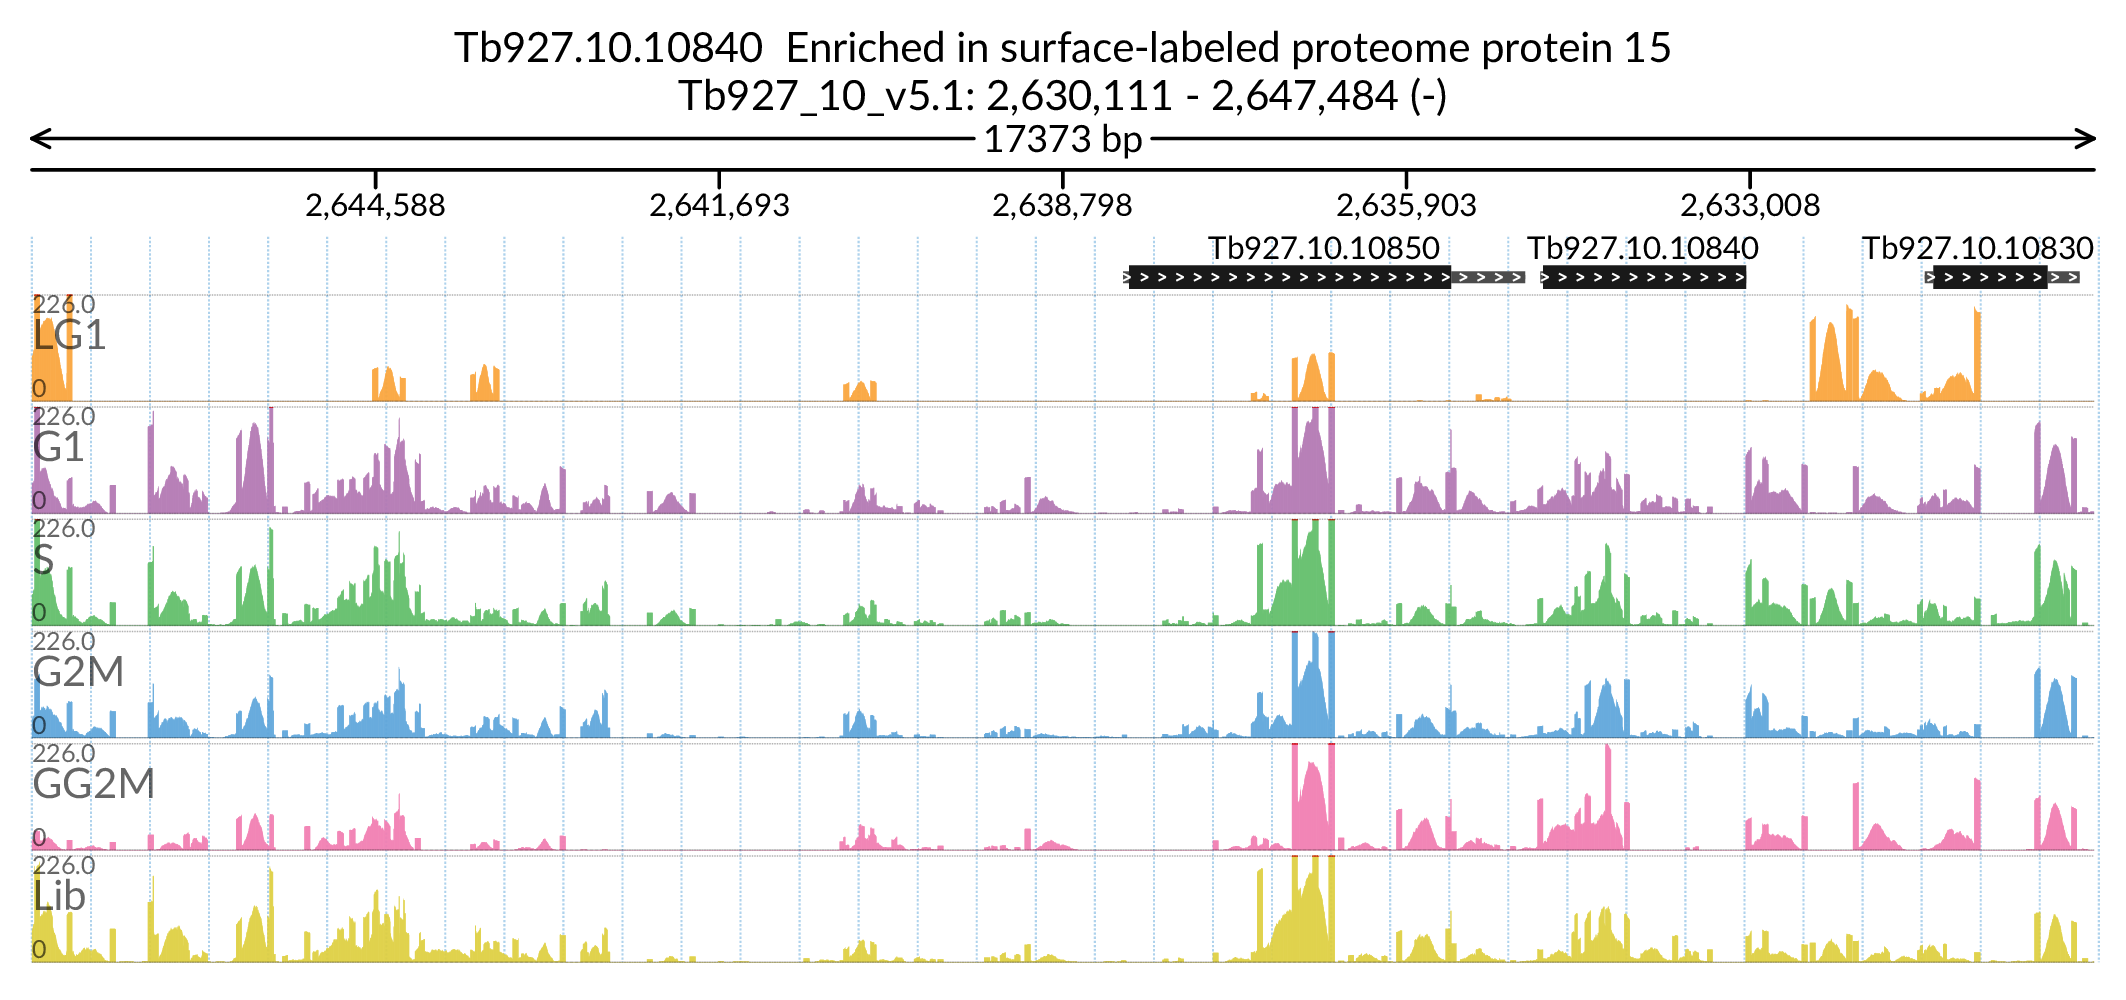 Tb927.10.10840  Enriched in surface-labeled proteome protein 15
Tb927_10_v5.1: 2,630,111 - 2,647,484 (-)
17373 bp
2,644,588 2,641,693 2,638,798 2,635,903 2,633,008
Tb927.10.10850 Tb927.10.10840 Tb927.10.10830
226.0
LG1
0
226.0
G1
0
226.0
S
0
226.0
G2M
0
226.0
GG2M
0
226.0
Lib
0